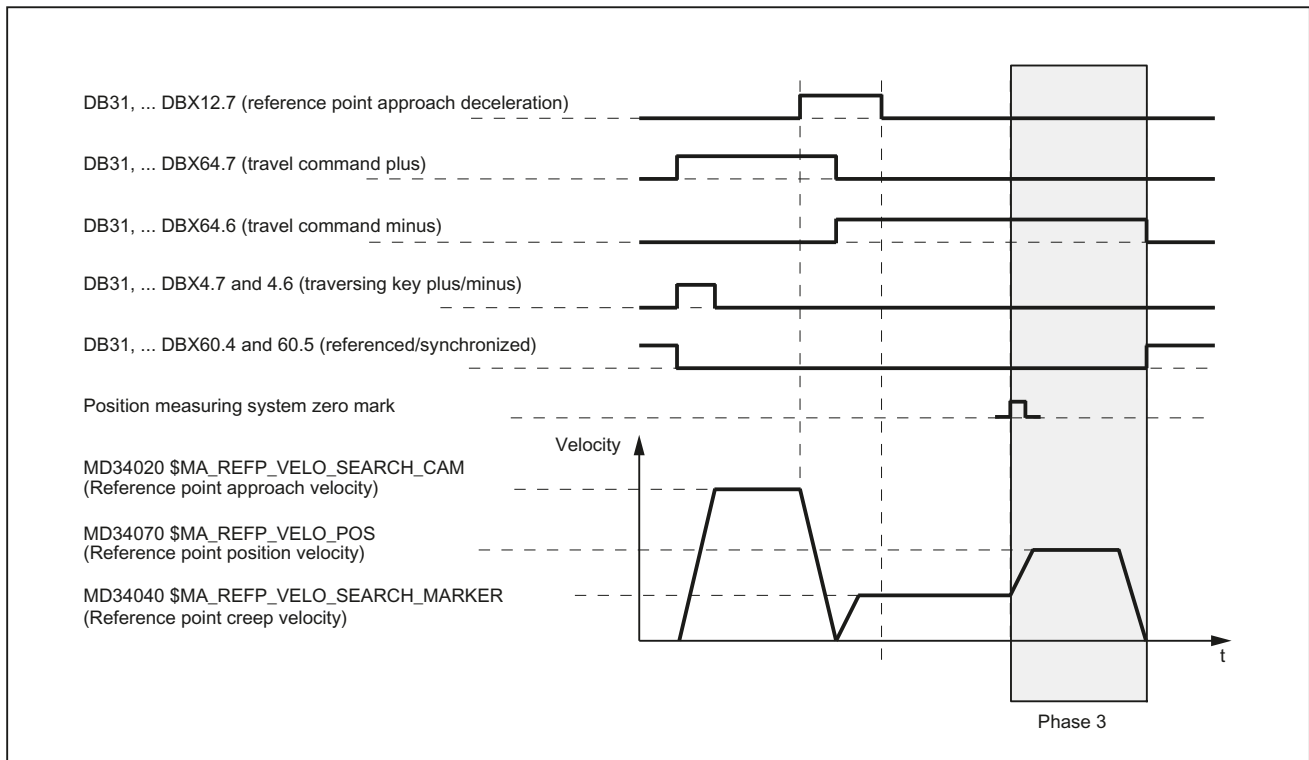 DB31, ... DBX12.7 (reference point approach deceleration)
DB31, ... DBX64.7 (travel command plus)
DB31, ... DBX64.6 (travel command minus)
DB31, ... DBX4.7 and 4.6 (traversing key plus/minus)
DB31, ... DBX60.4 and 60.5 (referenced/synchronized)
Position measuring system zero mark
Velocity
MD34020 $MA_REFP_VELO_SEARCH_CAM
(Reference point approach velocity)
MD34070 $MA_REFP_VELO_POS
(Reference point position velocity)
MD34040 $MA_REFP_VELO_SEARCH_MARKER
(Reference point creep velocity)
t
Phase 3